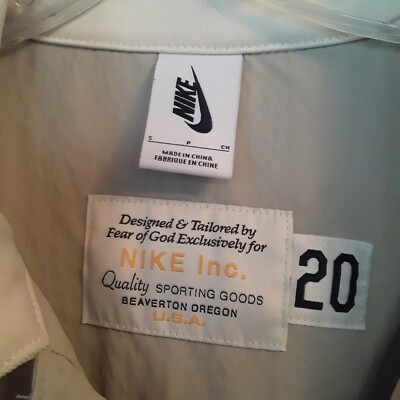 NIKE
S P CH
MADE IN CHINA
FABRIQUE EN CHINE
Designed & Tailored by
Fear of God Exclusively for
NIKE Inc.
Quality SPORTING GOODS
BEAVERTON OREGON
U.S.A.
20